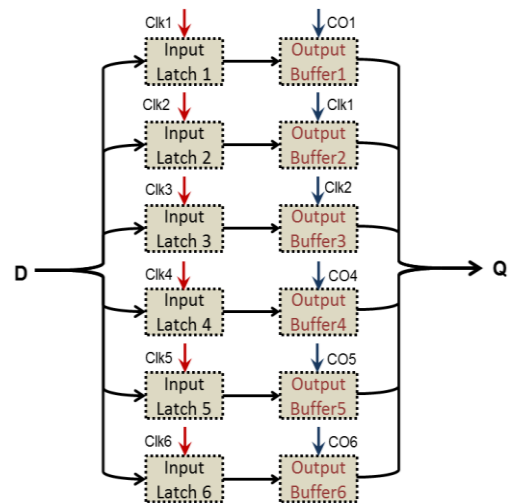 Clk1 CO1
Input Output
Latch 1 Buffer1
Clk2 Clk1
Input Output
Latch 2 Buffer2
Clk3 Clk2
Input Output
Latch 3 Buffer3
D Q
Clk4 CO4
Input Output
Latch 4 Buffer4
Clk5 CO5
Input Output
Latch 5 Buffer5
Clk6 CO6
Input Output
Latch 6 Buffer6